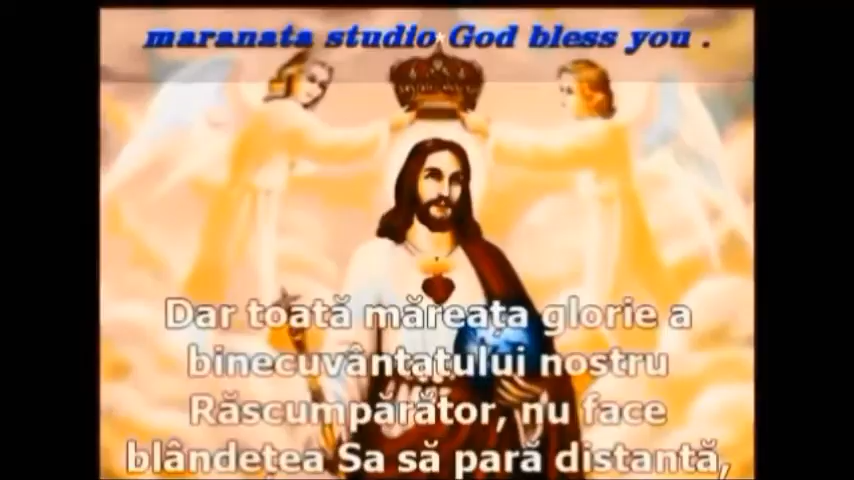 maranata studio God bless you .
Dar toată măreața glorie a
binecuvântatului nostru
Răscumpărător, nu face
blândețea Sa să pară distantă,